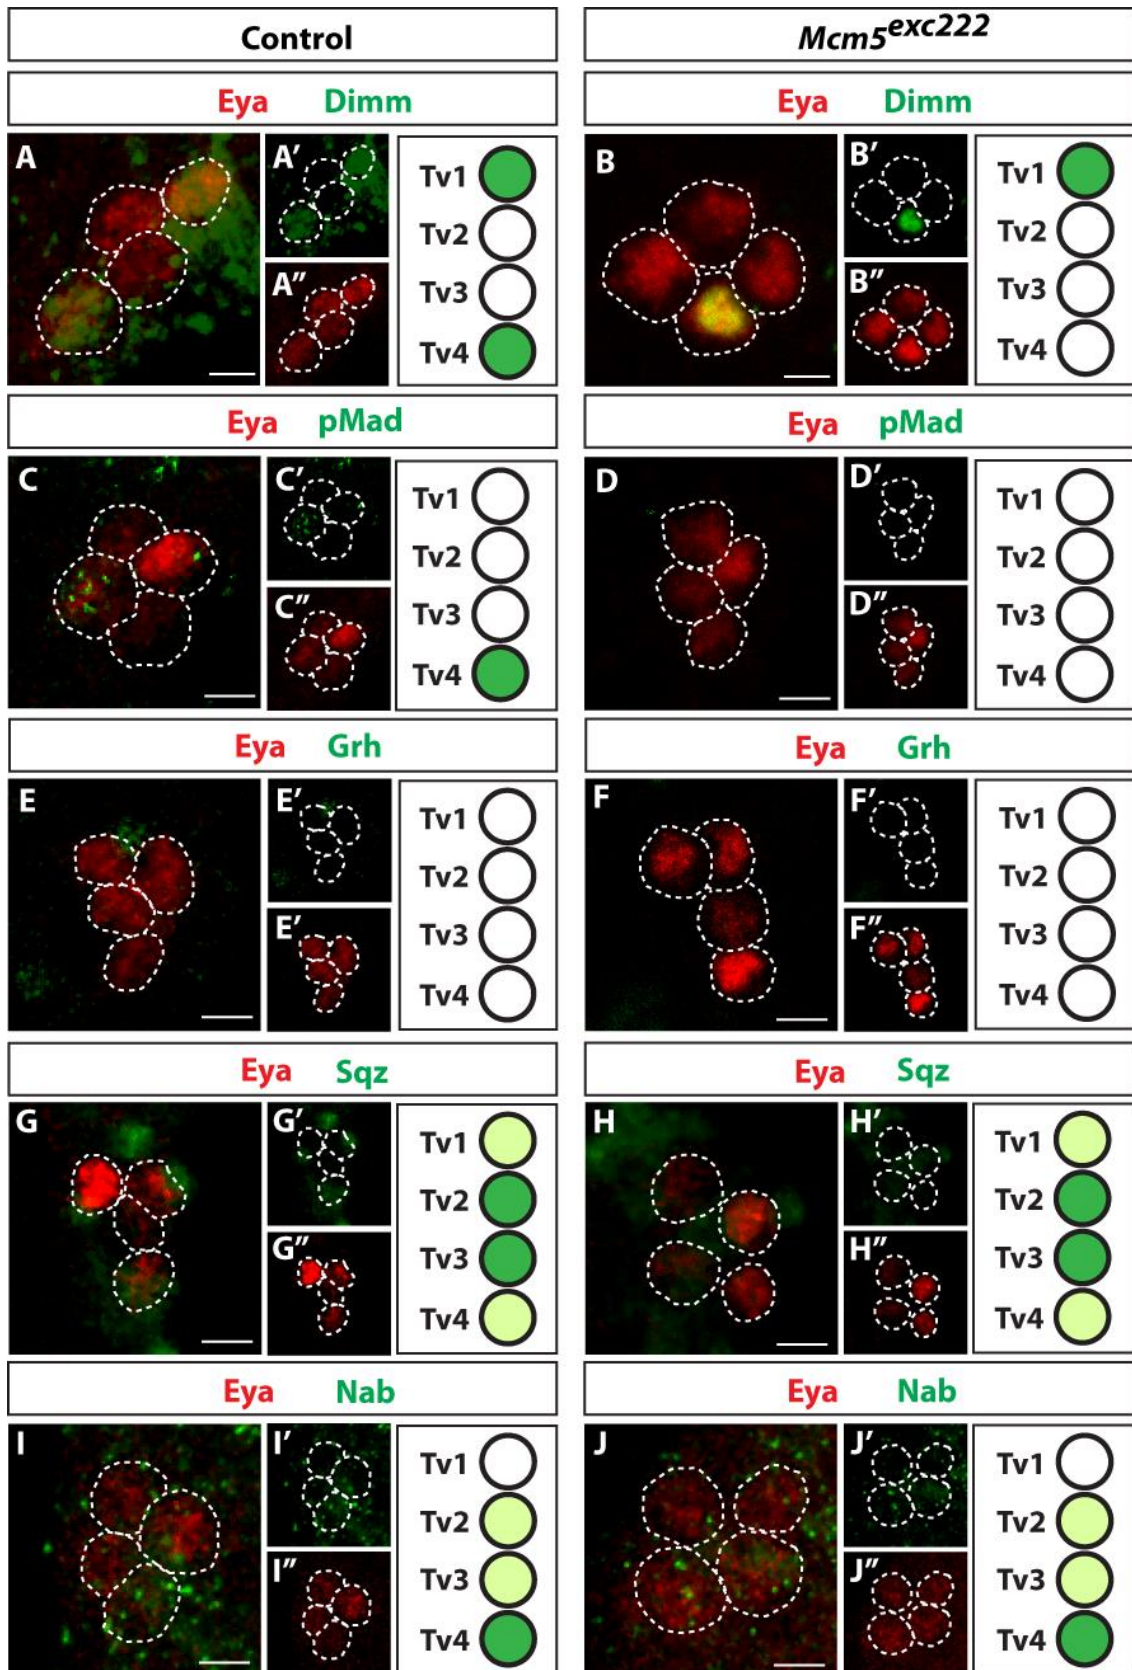 Control
Mcm5exc222
Eya Dimm
Eya Dimm
A
A′
A″
Tv1
Tv2
Tv3
Tv4
B
B′
B″
Tv1
Tv2
Tv3
Tv4
Eya pMad
Eya pMad
C
C′
C″
Tv1
Tv2
Tv3
Tv4
D
D′
D″
Tv1
Tv2
Tv3
Tv4
Eya Grh
Eya Grh
E
E′
E′
Tv1
Tv2
Tv3
Tv4
F
F′
F″
Tv1
Tv2
Tv3
Tv4
Eya Sqz
Eya Sqz
G
G′
G″
Tv1
Tv2
Tv3
Tv4
H
H′
H″
Tv1
Tv2
Tv3
Tv4
Eya Nab
Eya Nab
I
I′
I″
Tv1
Tv2
Tv3
Tv4
J
J′
J″
Tv1
Tv2
Tv3
Tv4